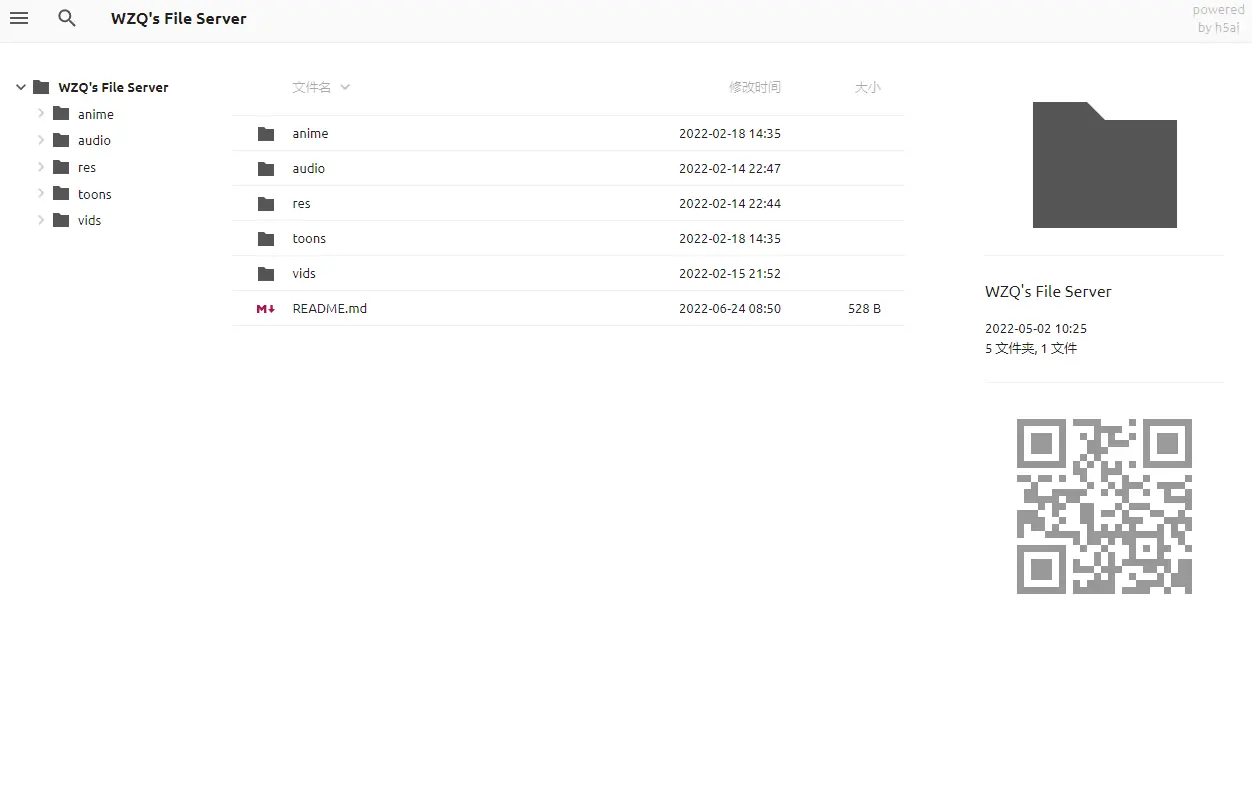 WZQ's File Server
powered
by h5ai
WZQ's File Server
anime
audio
res
toons
vids
文件名 修改时间 大小
anime 2022-02-18 14:35
audio 2022-02-14 22:47
res 2022-02-14 22:44
toons 2022-02-18 14:35
vids 2022-02-15 21:52
M README.md 2022-06-24 08:50 528 B
WZQ's File Server
2022-05-02 10:25
5 文件夹, 1 文件